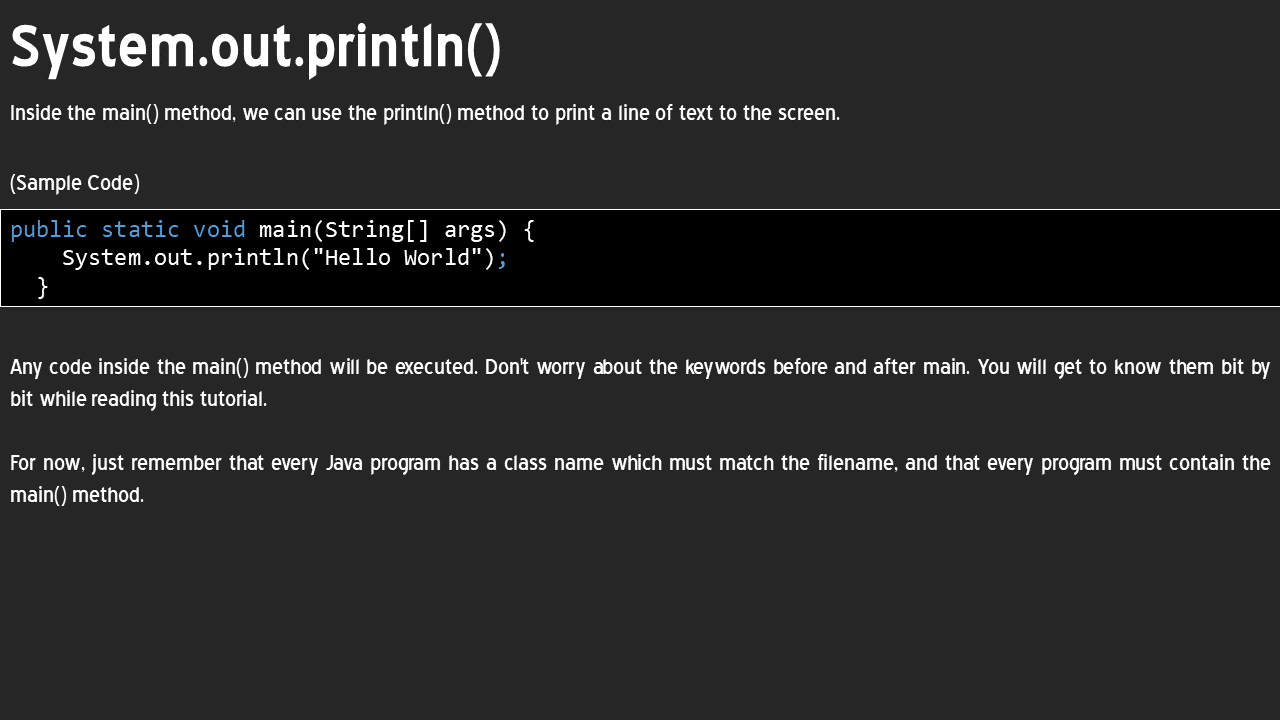 System.out.println()
Inside the main() method, we can use the println() method to print a line of text to the screen.
(Sample Code)
public static void main(String[] args) {
    System.out.println("Hello World");
  }
Any code inside the main() method will be executed. Don't worry about the keywords before and after main. You will get to know them bit by
bit while reading this tutorial.
For now, just remember that every Java program has a class name which must match the filename, and that every program must contain the
main() method.